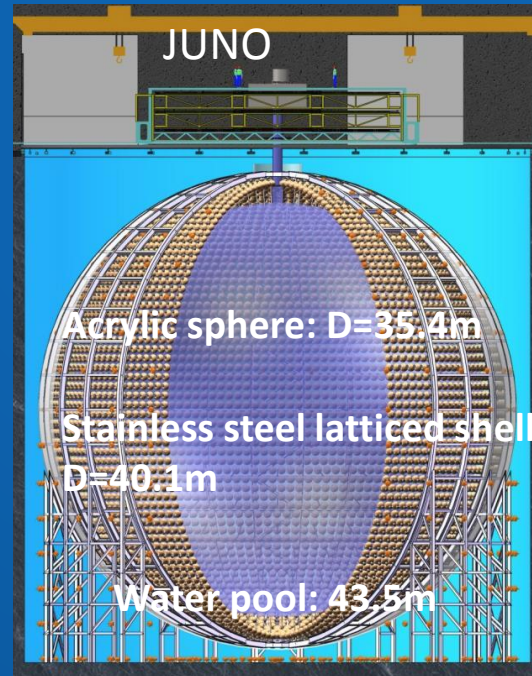 JUNO
Acrylic sphere: D=35.4m
Stainless steel latticed shell
D=40.1m
Water pool: 43.5m